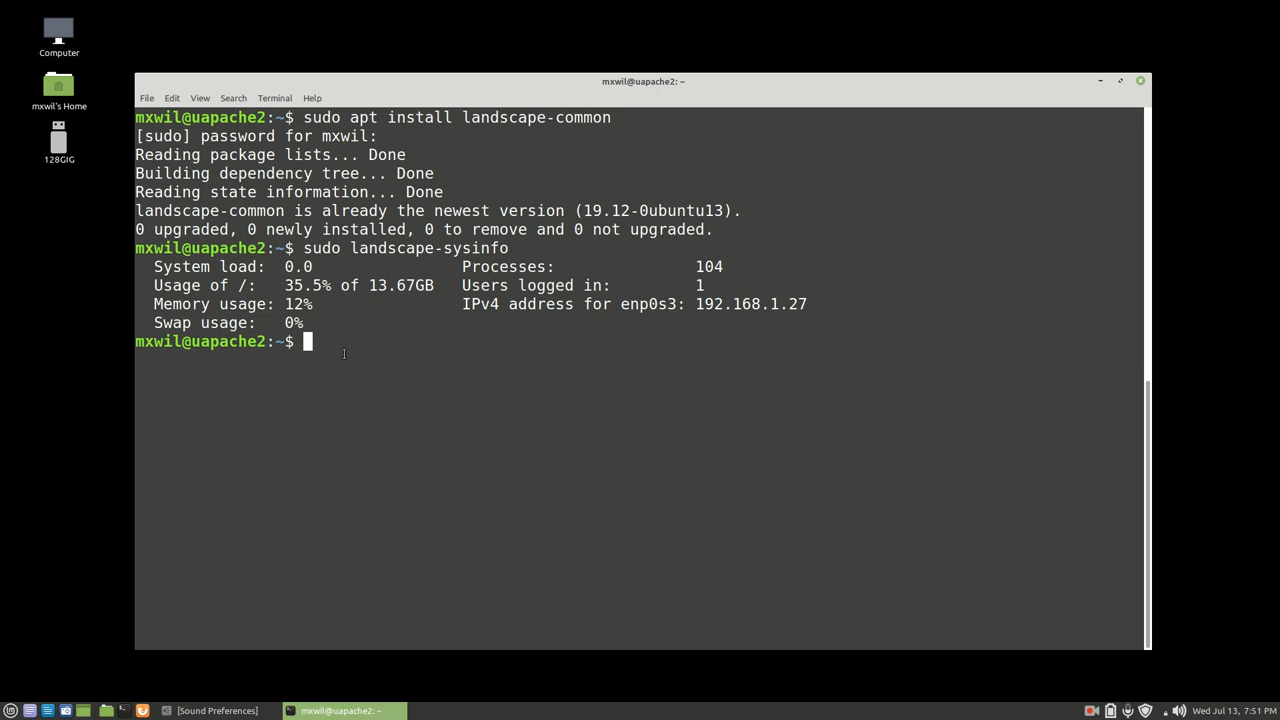 Computer
mxwil's Home
128GIG
mxwil@uapache2: ~
File Edit View Search Terminal Help
mxwil@uapache2:~$ sudo apt install landscape-common
[sudo] password for mxwil:
Reading package lists... Done
Building dependency tree... Done
Reading state information... Done
landscape-common is already the newest version (19.12-0ubuntu13).
0 upgraded, 0 newly installed, 0 to remove and 0 not upgraded.
mxwil@uapache2:~$ sudo landscape-sysinfo
System load: 0.0 Processes: 104
Usage of /: 35.5% of 13.67GB Users logged in: 1
Memory usage: 12% IPv4 address for enp0s3: 192.168.1.27
Swap usage: 0%
mxwil@uapache2:~$
[Sound Preferences] mxwil@uapache2: ~ Wed Jul 13, 7:51 PM